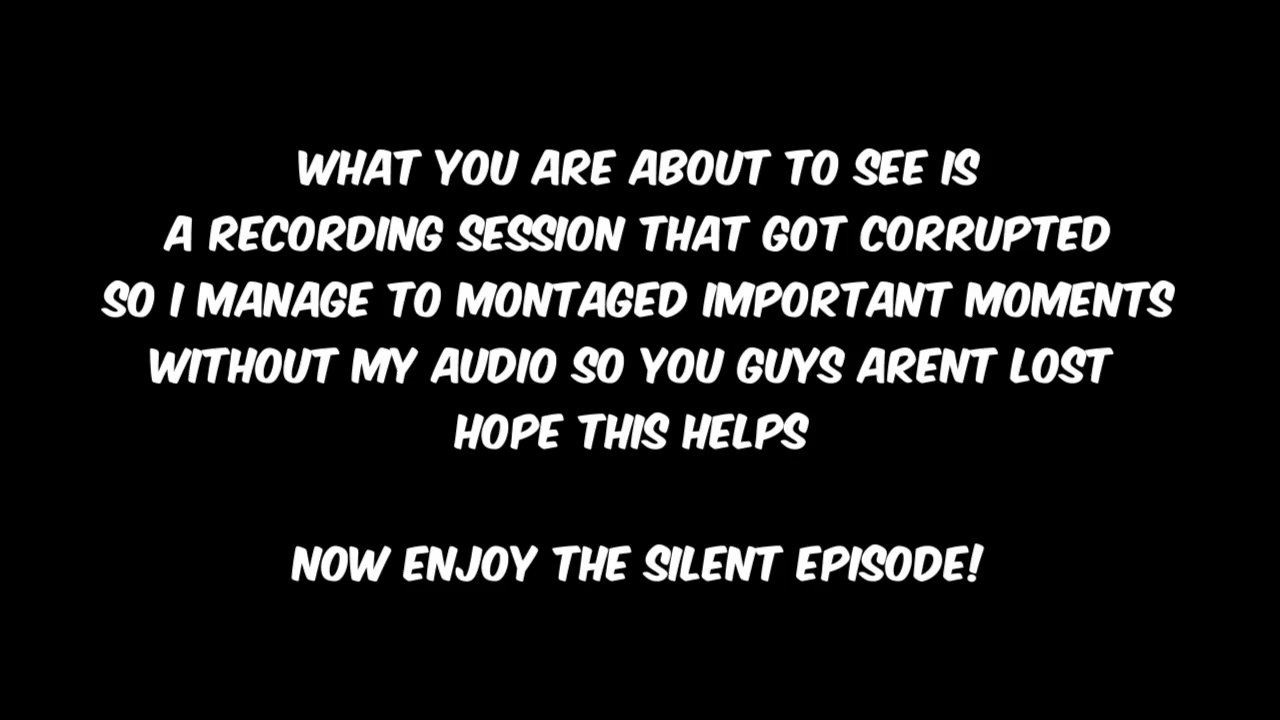 WHAT YOU ARE ABOUT TO SEE IS
A RECORDING SESSION THAT GOT CORRUPTED
SO I MANAGE TO MONTAGED IMPORTANT MOMENTS
WITHOUT MY AUDIO SO YOU GUYS ARENT LOST
HOPE THIS HELPS
NOW ENJOY THE SILENT EPISODE!